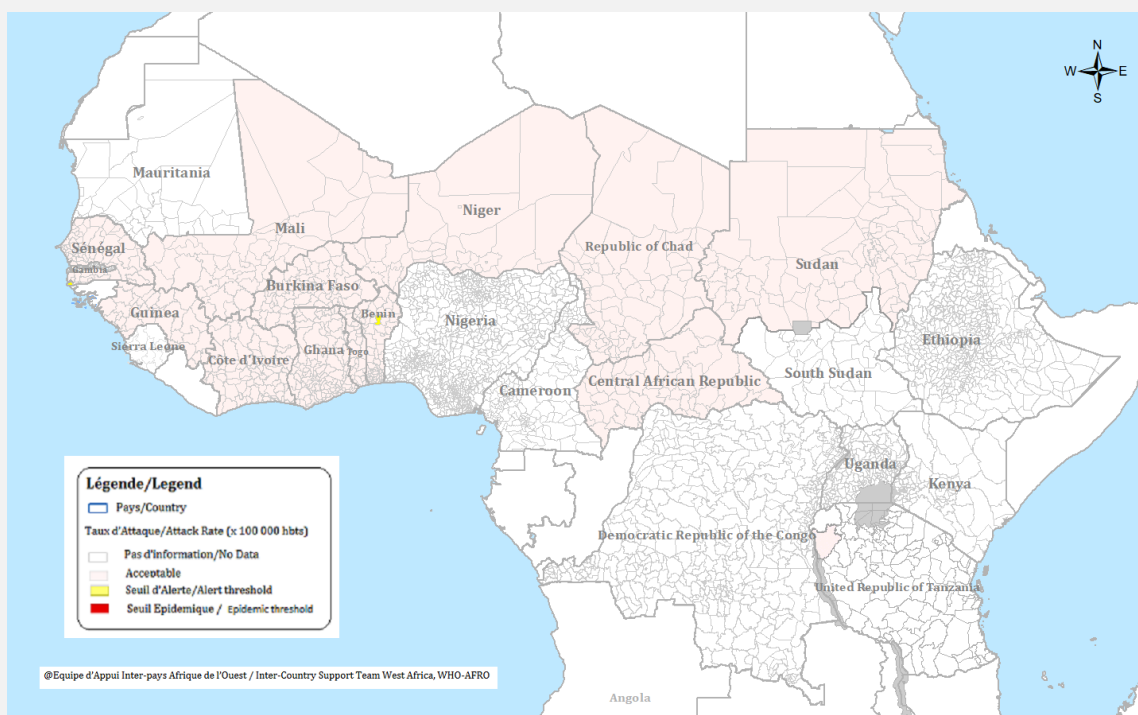 N
W E
S
Mauritania
Mali
Niger
Republic of Chad
Sudan
Sénégal
Gambia
Burkina Faso
Guinea
Benin
Nigeria
Sierra Leone
Côte d'Ivoire
Ghana
Togo
Ethiopia
Cameroon
Central African Republic
South Sudan
Uganda
Kenya
Democratic Republic of the Congo
United Republic of Tanzania
Angola
Légende/Legend
Pays/Country
Taux d'Attaque/Attack Rate (x 100 000 hbts)
Pas d'information/No Data
Acceptable
Seuil d'Alerte/Alert threshold
Seuil Epidemique / Epidemic threshold
@Equipe d'Appui Inter-pays Afrique de l'Ouest / Inter-Country Support Team West Africa, WHO-AFRO